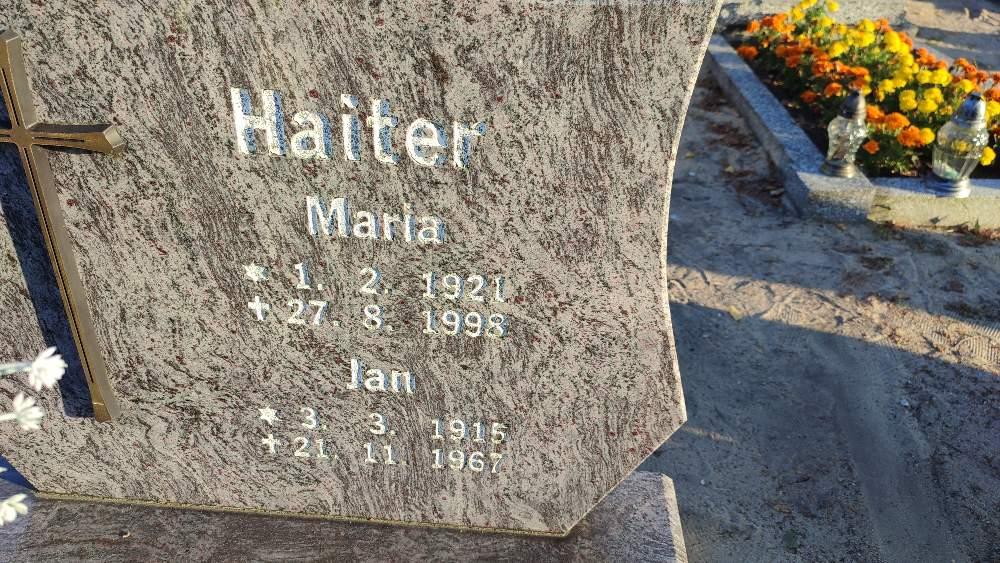 Haiter
Maria
* 1. 2. 1921
✝ 27. 8. 1998
Jan
* 3. 3. 1915
✝ 21. 11. 1967